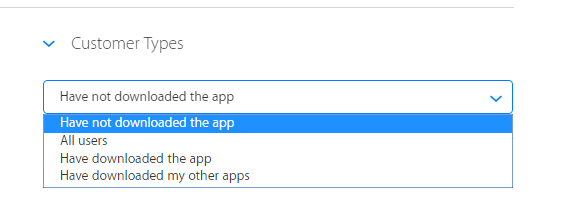 Customer Types
Have not downloaded the app
Have not downloaded the app
All users
Have downloaded the app
Have downloaded my other apps